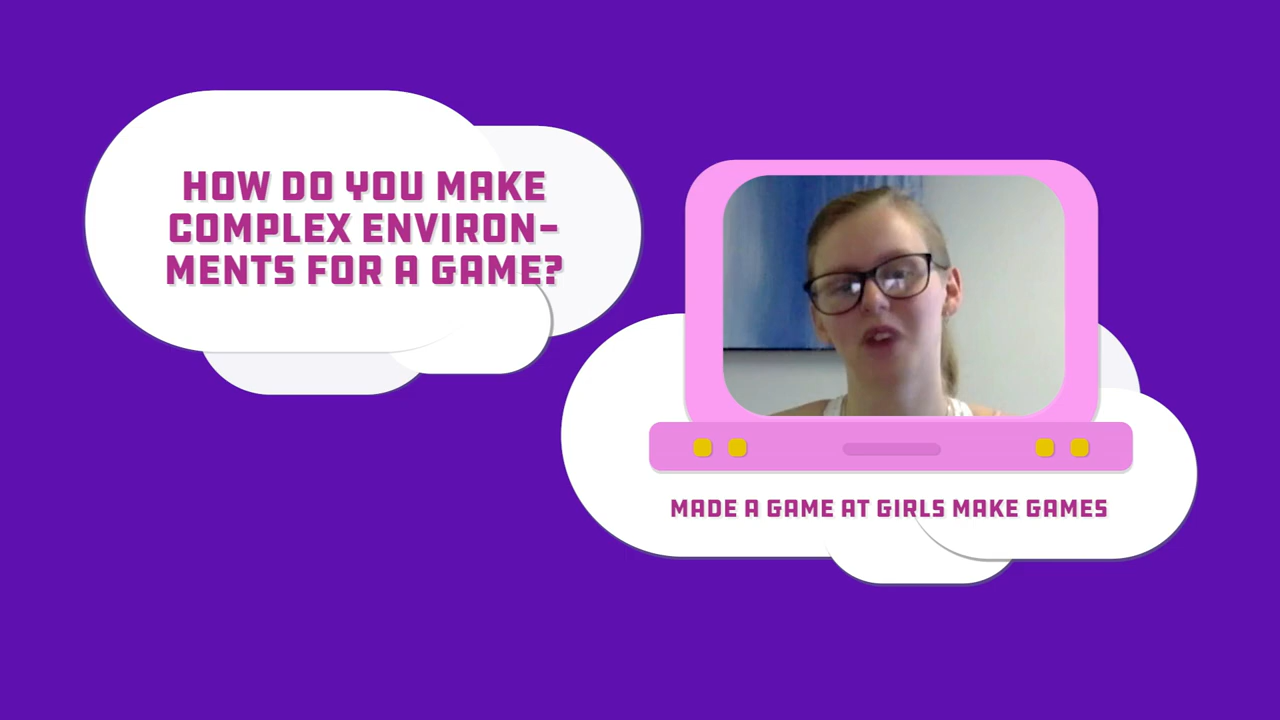 HOW DO YOU MAKE
COMPLEX ENVIRON-
MENTS FOR A GAME?
MADE A GAME AT GIRLS MAKE GAMES